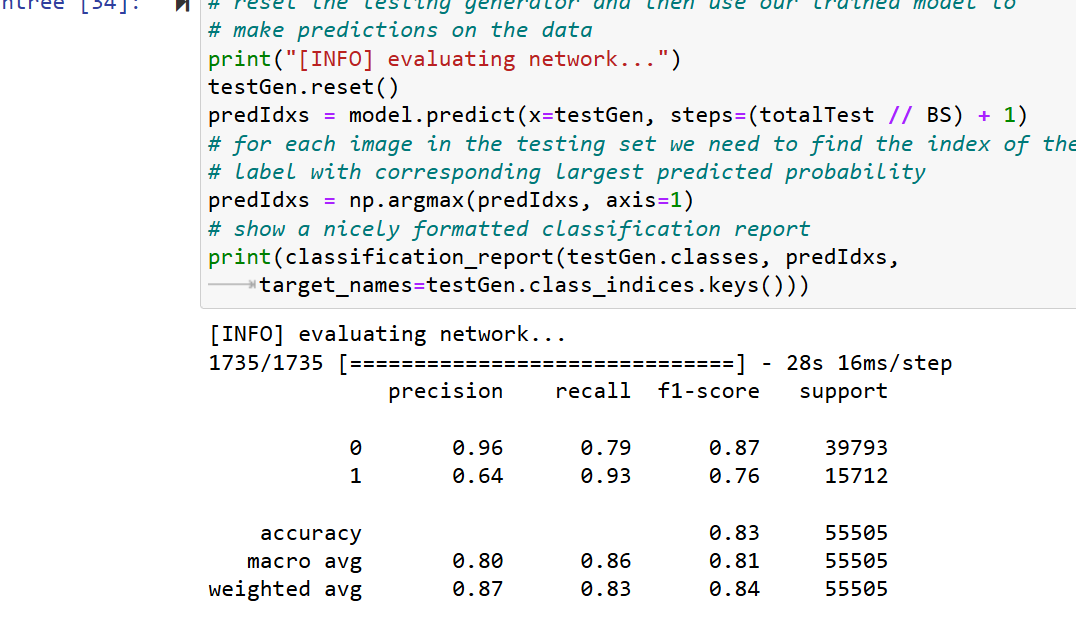 ntrée [34]: # reset the testing generator and then use our trained model to
# make predictions on the data
print("[INFO] evaluating network...")
testGen.reset()
predIdxs = model.predict(x=testGen, steps=(totalTest // BS) + 1)
# for each image in the testing set we need to find the index of the
# label with corresponding largest predicted probability
predIdxs = np.argmax(predIdxs, axis=1)
# show a nicely formatted classification report
print(classification_report(testGen.classes, predIdxs,
target_names=testGen.class_indices.keys()))
[INFO] evaluating network...
1735/1735 [==============================] - 28s 16ms/step
precision recall f1-score support
0 0.96 0.79 0.87 39793
1 0.64 0.93 0.76 15712
accuracy 0.83 55505
macro avg 0.80 0.86 0.81 55505
weighted avg 0.87 0.83 0.84 55505